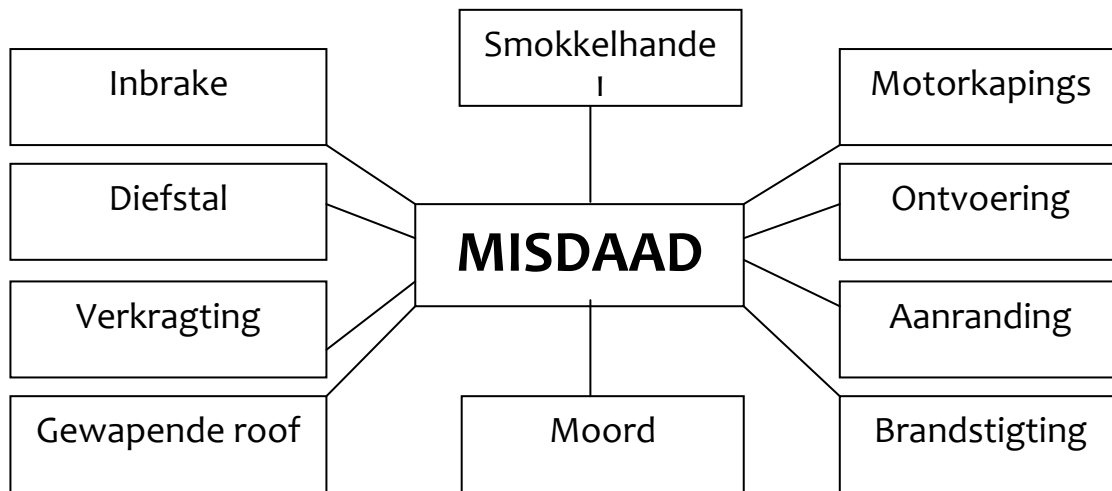 Smokkelhande
l
Inbrake
Motorkapings
Diefstal
Ontvoering
MISDAAD
Verkragting
Aanranding
Gewapende roof
Moord
Brandstigting